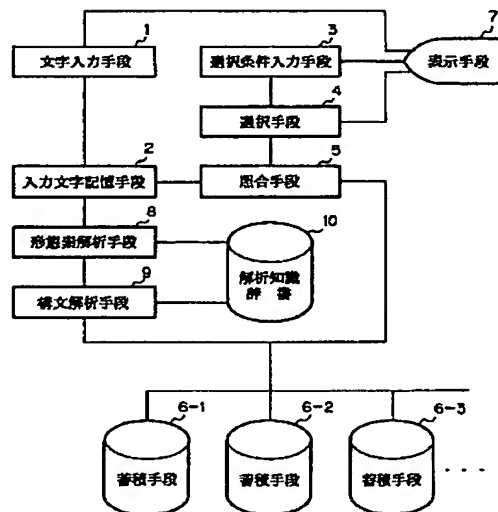 1
文字入力手段
3
選択条件入力手段
7
表示手段
4
選択手段
2
入力文字記憶手段
5
照合手段
8
形態素解析手段
10
解析知識
辞書
9
構文解析手段
6-1
蓄積手段
6-2
蓄積手段
6-3
蓄積手段
・・・・